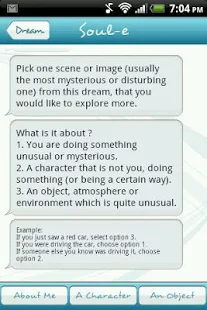 7:04 PM
Dream
Soul-e
Pick one scene or image (usually
the most mysterious or disturbing
one) from this dream, that you
would like to explore more.
What is it about ?
1. You are doing something
unusual or mysterious.
2. A character that is not you, doing
something (or being a certain way).
3. An object, atmosphere or
environment which is quite unusual.
Example:
If you just saw a red car, select option 3.
If you were driving the car, choose option 1.
If someone else you know was driving it, choose
option 2.
About Me
A Character
An Object